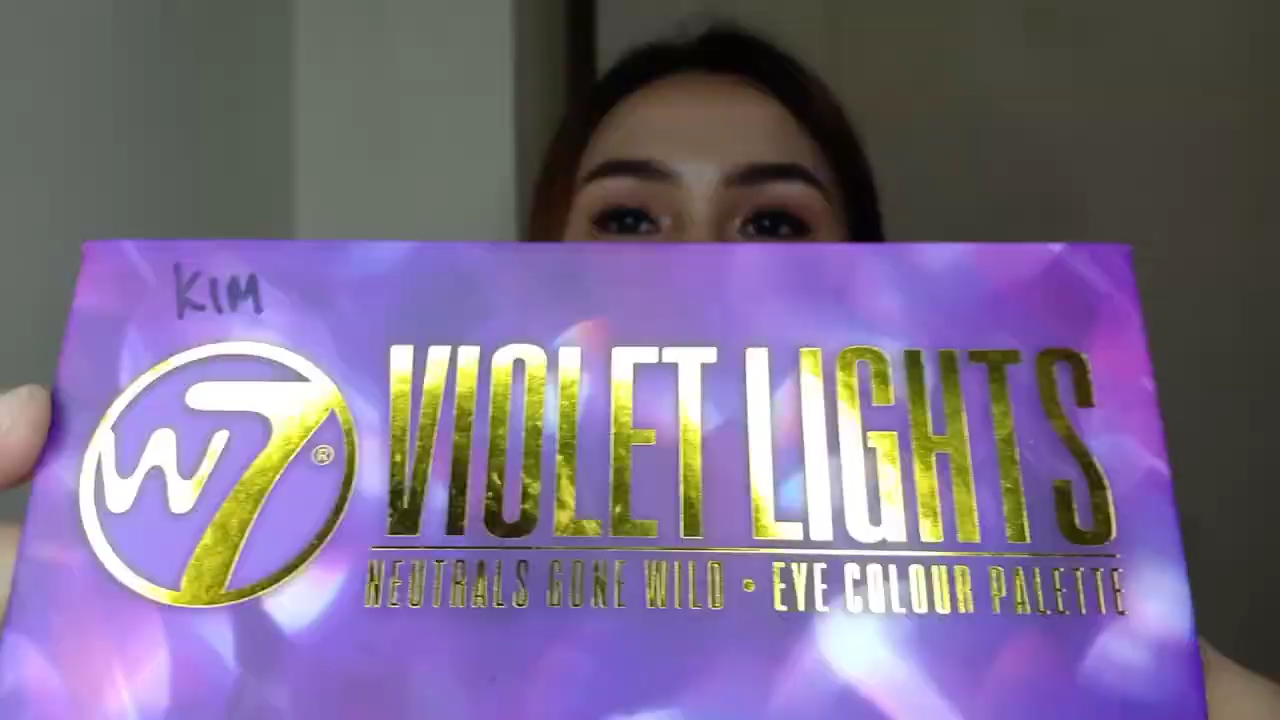 KIM
W7®
VIOLET LIGHTS
NEUTRALS GONE WILD • EYE COLOUR PALETTE